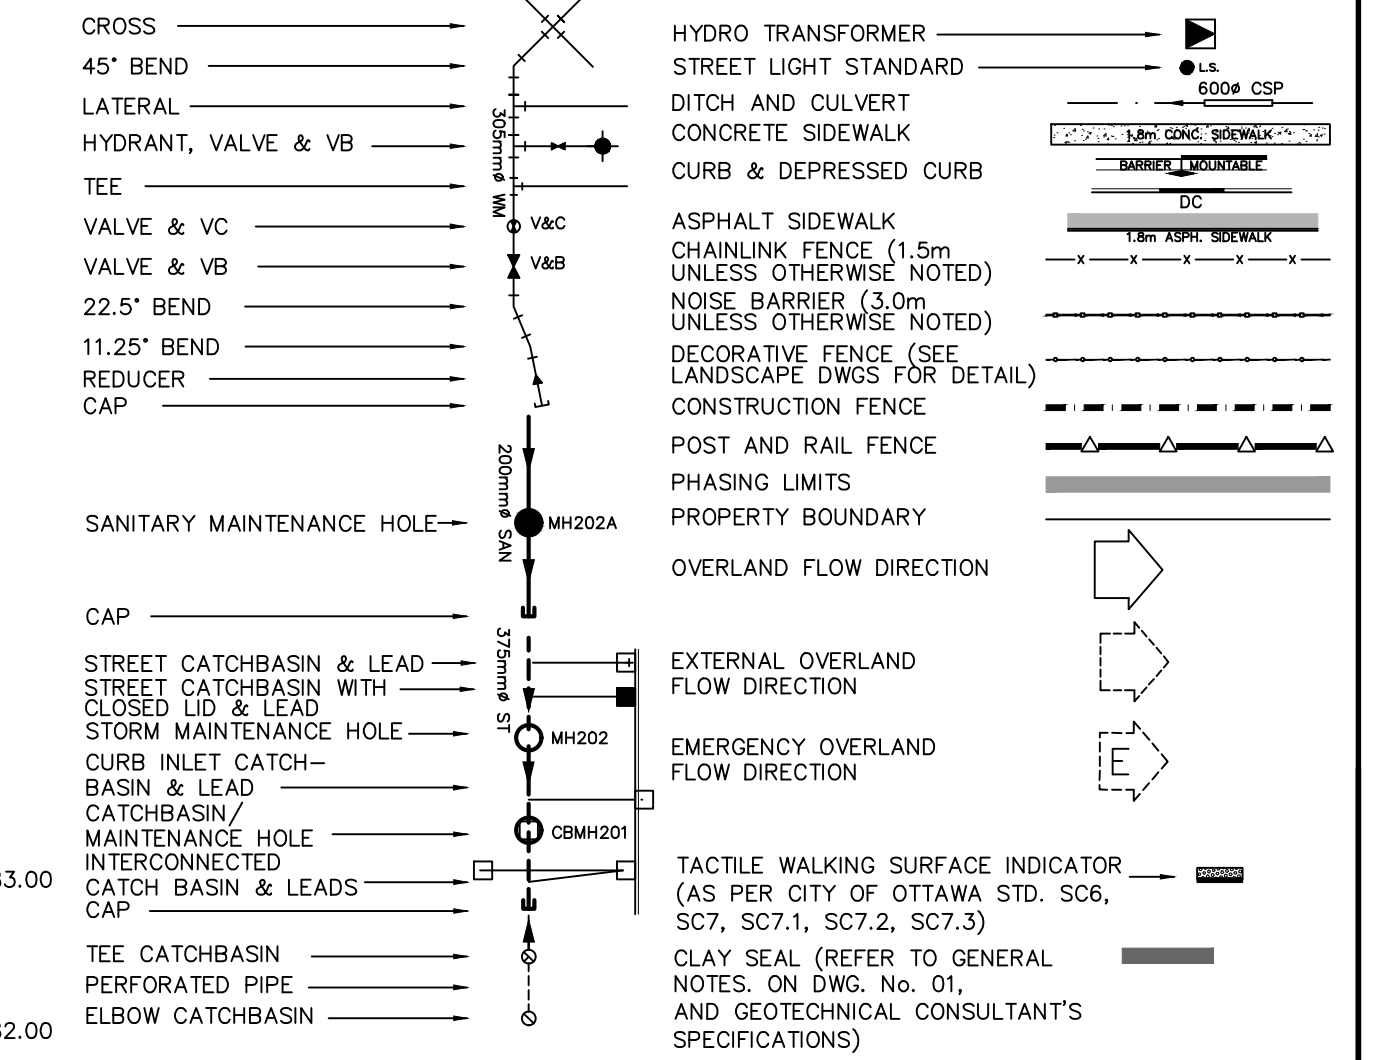 CROSS
45° BEND
LATERAL
HYDRANT, VALVE & VB
TEE
VALVE & VC
VALVE & VB
22.5° BEND
11.25° BEND
REDUCER
CAP
SANITARY MAINTENANCE HOLE
CAP
STREET CATCHBASIN & LEAD
STREET CATCHBASIN WITH
CLOSED LID & LEAD
STORM MAINTENANCE HOLE
CURB INLET CATCH-
BASIN & LEAD
CATCHBASIN/
MAINTENANCE HOLE
INTERCONNECTED
CATCH BASIN & LEADS
CAP
TEE CATCHBASIN
PERFORATED PIPE
ELBOW CATCHBASIN
33.00
32.00
305mmø WM
V&C
V&B
200mmø SAN
MH202A
375mmø ST
MH202
CBMH201
HYDRO TRANSFORMER
STREET LIGHT STANDARD
L.S.
DITCH AND CULVERT
600ø CSP
CONCRETE SIDEWALK
1.8m CONC. SIDEWALK
CURB & DEPRESSED CURB
BARRIER MOUNTABLE
DC
ASPHALT SIDEWALK
1.8m ASPH. SIDEWALK
CHAINLINK FENCE (1.5m
UNLESS OTHERWISE NOTED)
X X X X X
NOISE BARRIER (3.0m
UNLESS OTHERWISE NOTED)
DECORATIVE FENCE (SEE
LANDSCAPE DWGS FOR DETAIL)
CONSTRUCTION FENCE
POST AND RAIL FENCE
PHASING LIMITS
PROPERTY BOUNDARY
OVERLAND FLOW DIRECTION
EXTERNAL OVERLAND
FLOW DIRECTION
EMERGENCY OVERLAND
FLOW DIRECTION
E
TACTILE WALKING SURFACE INDICATOR
(AS PER CITY OF OTTAWA STD. SC6,
SC7, SC7.1, SC7.2, SC7.3)
CLAY SEAL (REFER TO GENERAL
NOTES. ON DWG. No. 01,
AND GEOTECHNICAL CONSULTANT'S
SPECIFICATIONS)